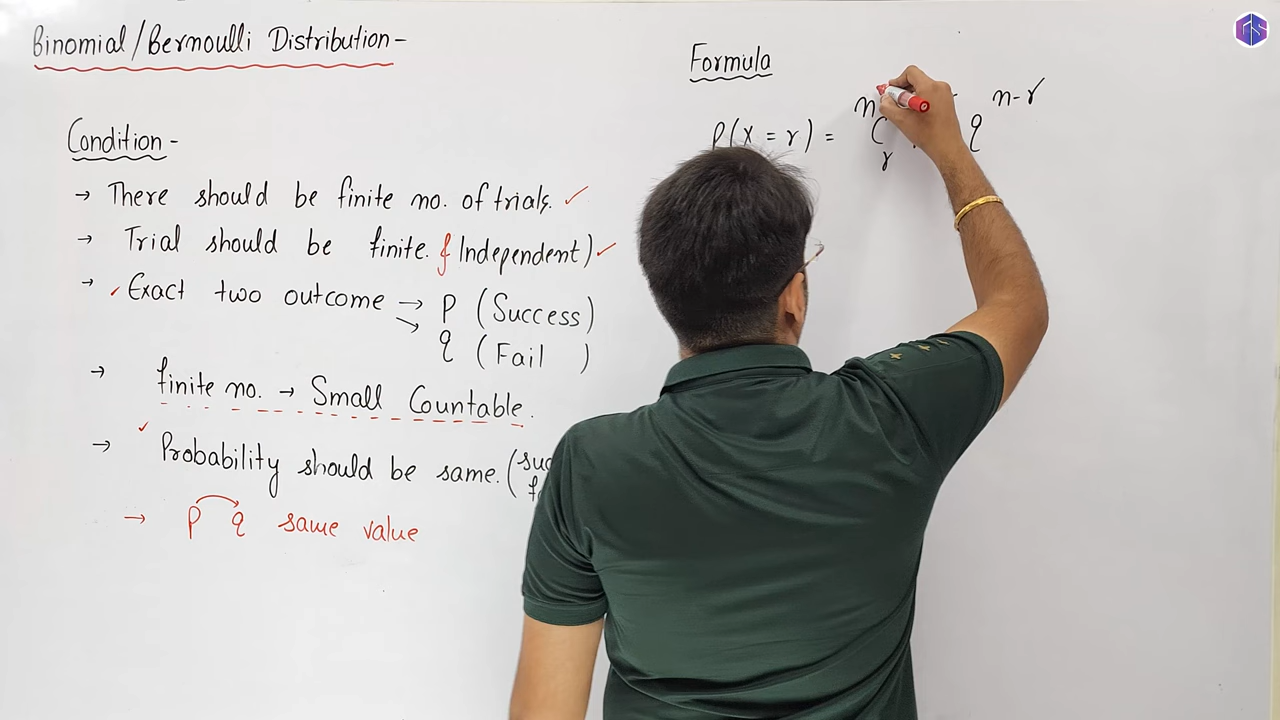 Binomial/Bernoulli Distribution-
Condition -
→ There should be finite no. of trials. ✓
→ Trial should be finite. & Independent) ✓
→ ✓ Exact two outcome → p (Success)
→ q (Fail )
→ finite no. → Small Countable.
→ ✓ Probability should be same. (
→ p q same value
Formula
P(X = r) = n C r q n-r